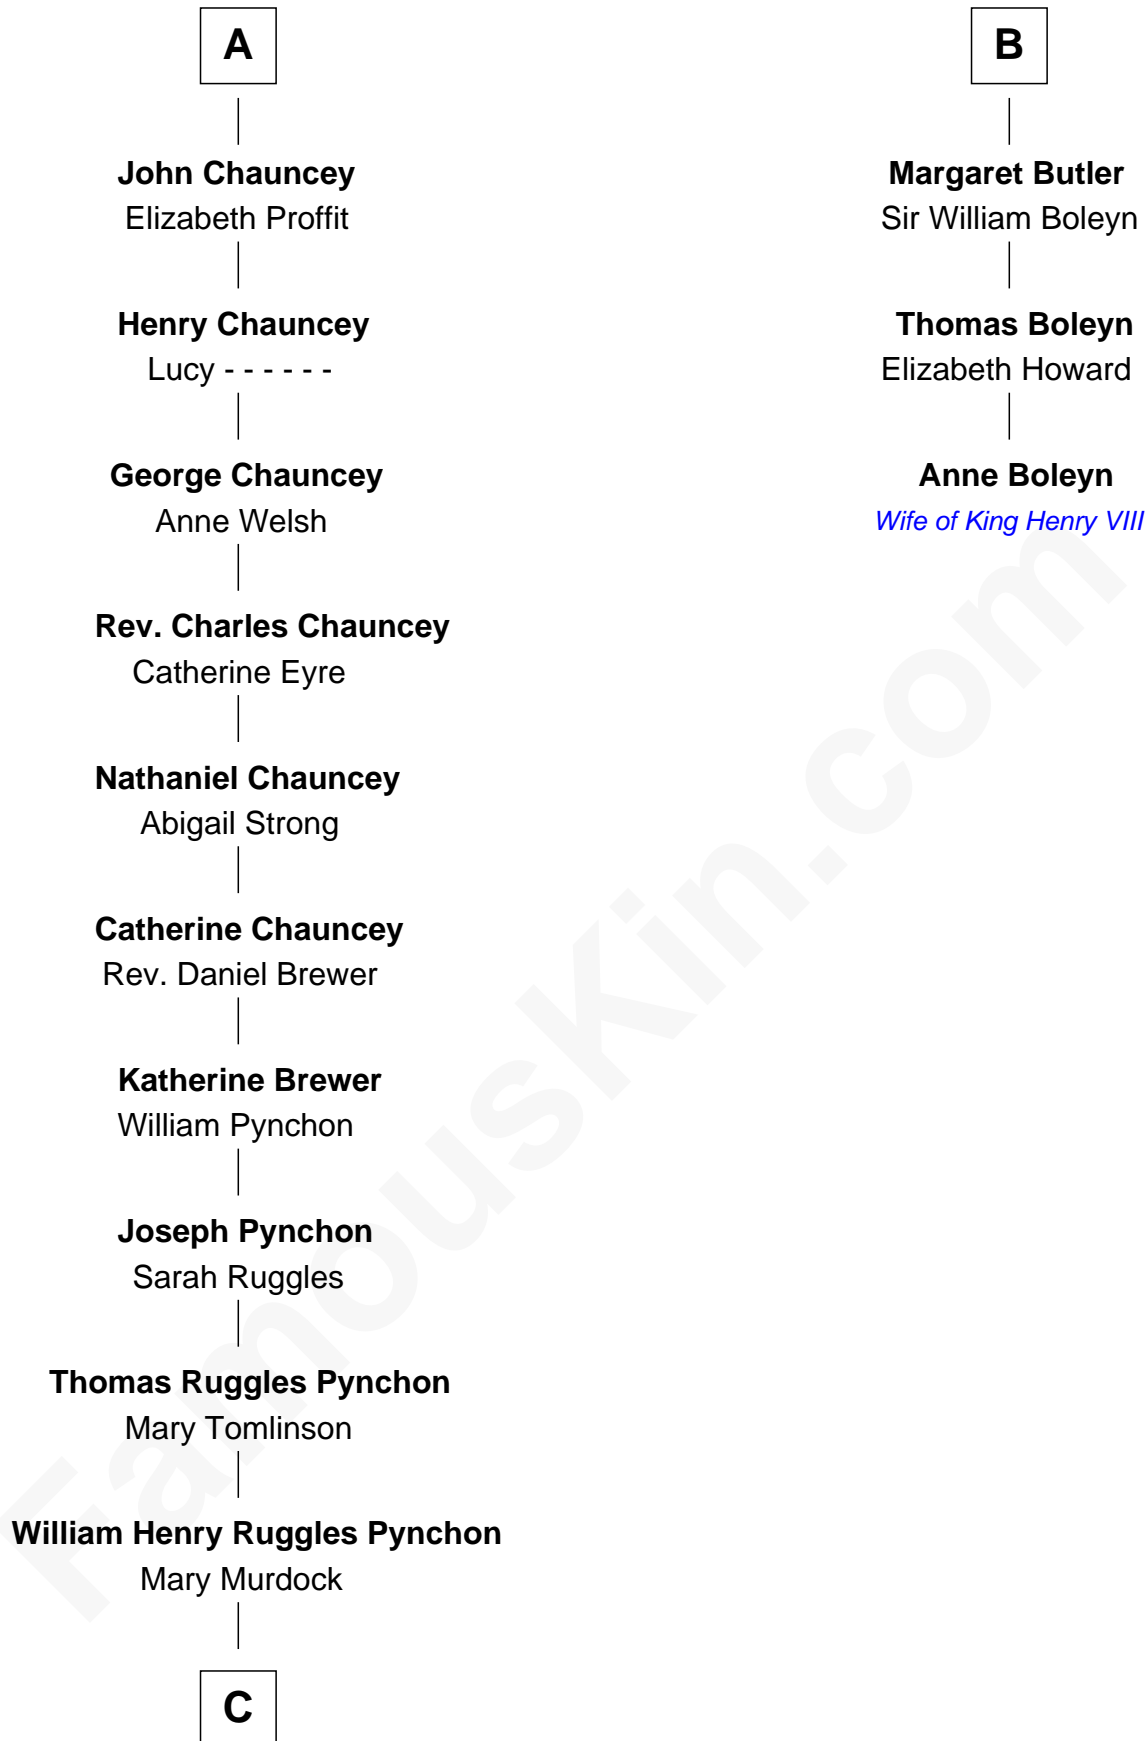 A
John Chauncey
Elizabeth Proffit
Henry Chauncey
Lucy - - - - - -
George Chauncey
Anne Welsh
Rev. Charles Chauncey
Catherine Eyre
Nathaniel Chauncey
Abigail Strong
Catherine Chauncey
Rev. Daniel Brewer
Katherine Brewer
William Pynchon
Joseph Pynchon
Sarah Ruggles
Thomas Ruggles Pynchon
Mary Tomlinson
William Henry Ruggles Pynchon
Mary Murdock
C
B
Margaret Butler
Sir William Boleyn
Thomas Boleyn
Elizabeth Howard
Anne Boleyn
Wife of King Henry VIII
FamousKin.com